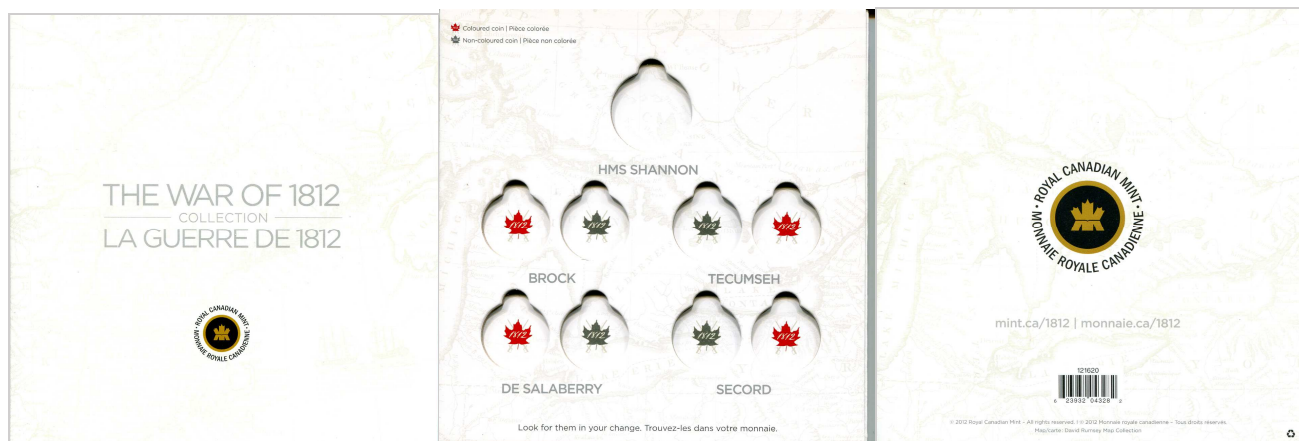 THE WAR OF 1812
COLLECTION
LA GUERRE DE 1812
ROYAL CANADIAN MINT · MONNAIE ROYALE CANADIENNE ·
Coloured coin | Pièce colorée
Non-coloured coin | Pièce non colorée
HMS SHANNON
1812 1812 1812 1812
BROCK TECUMSEH
1812 1812 1812 1812
DE SALABERRY SECORD
Look for them in your change. Trouvez-les dans votre monnaie.
ROYAL CANADIAN MINT · MONNAIE ROYALE CANADIENNE ·
mint.ca/1812 | monnaie.ca/1812
121620
6 23932 04328 2
© 2012 Royal Canadian Mint – All rights reserved. / © 2012 Monnaie royale canadienne – Tous droits réservés.
Map/carte: David Rumsey Map Collection